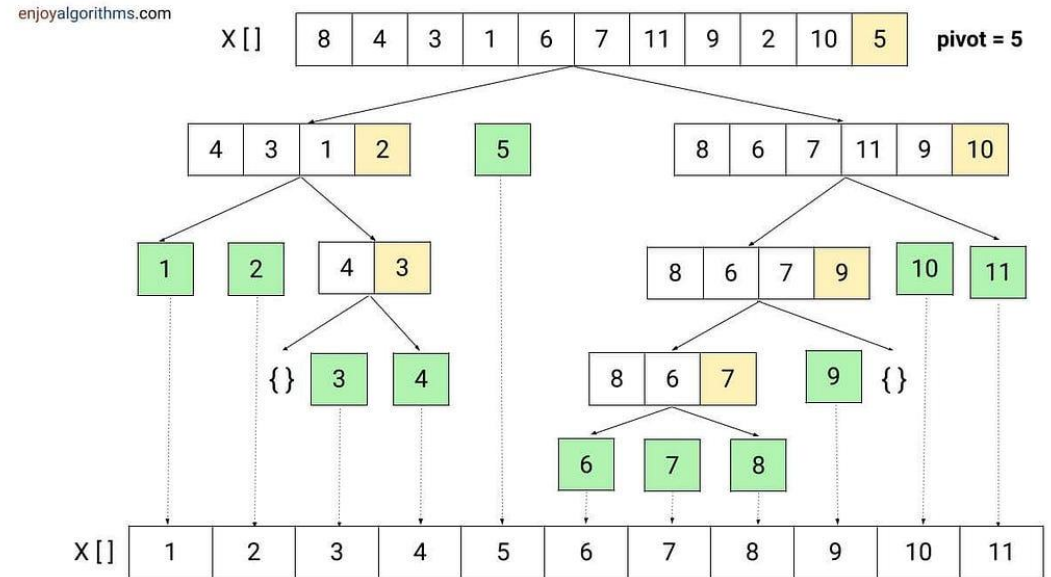 enjoyalgorithms.com
X [ ] 8 4 3 1 6 7 11 9 2 10 5 pivot = 5
4 3 1 2 5 8 6 7 11 9 10
1 2 4 3 8 6 7 9 10 11
{ } 3 4 8 6 7 9 { }
6 7 8
X [ ] 1 2 3 4 5 6 7 8 9 10 11